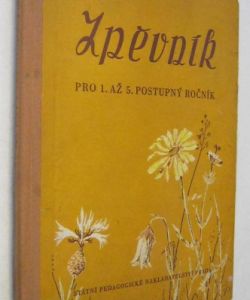 Zpěvník
PRO 1. AŽ 5. POSTUPNÝ ROČNÍK
STÁTNÍ PEDAGOGICKÉ NAKLADATELSTVÍ